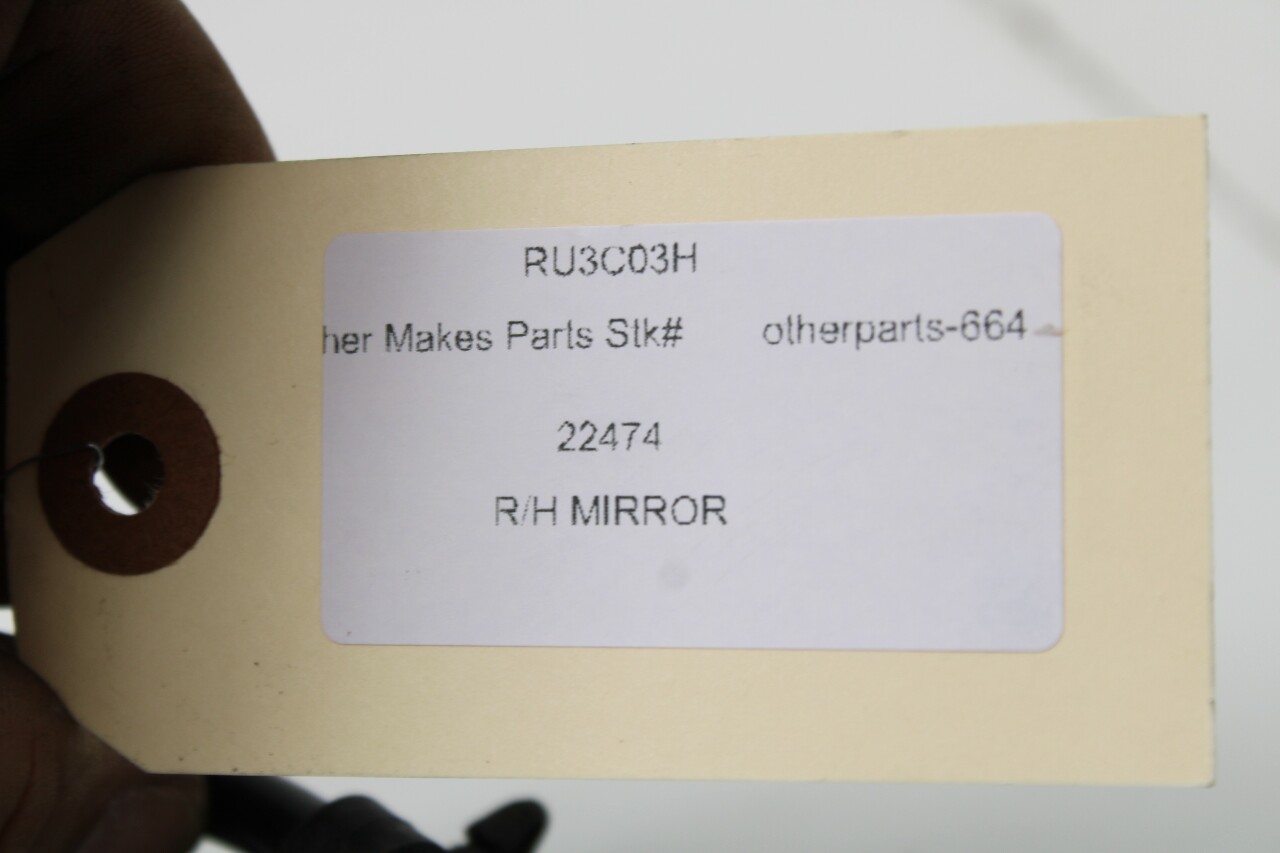 RU3C03H
her Makes Parts Stk# otherparts-664
22474
R/H MIRROR